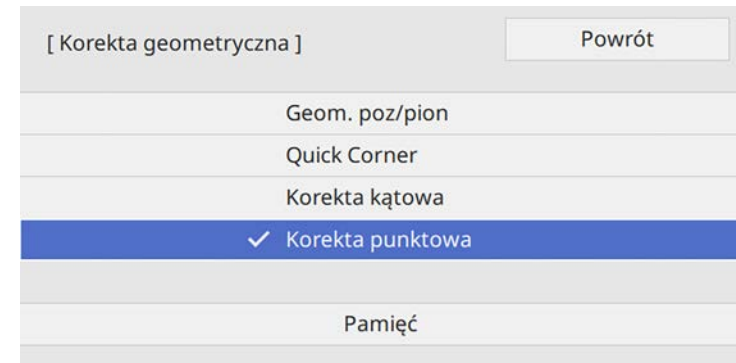 [ Korekta geometryczna ]
Powrót
Geom. poz/pion
Quick Corner
Korekta kątowa
✓ Korekta punktowa
Pamięć